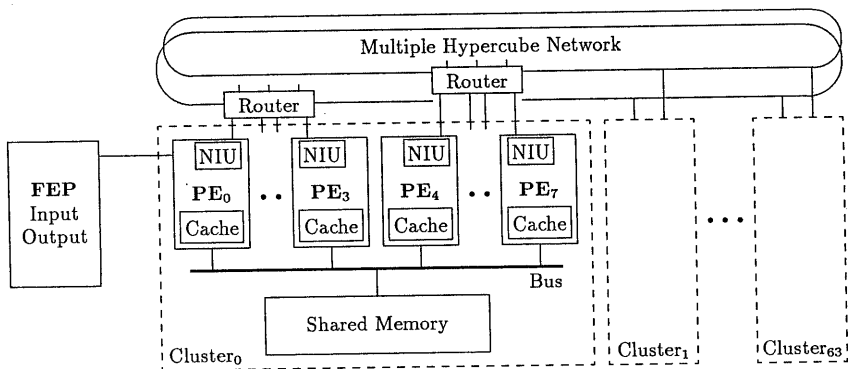 Multiple Hypercube Network
Router
Router
FEP
Input
Output
NIU
NIU
NIU
NIU
PE0
PE3
PE4
PE7
Cache
Cache
Cache
Cache
Bus
Shared Memory
Cluster0
Cluster1
Cluster63